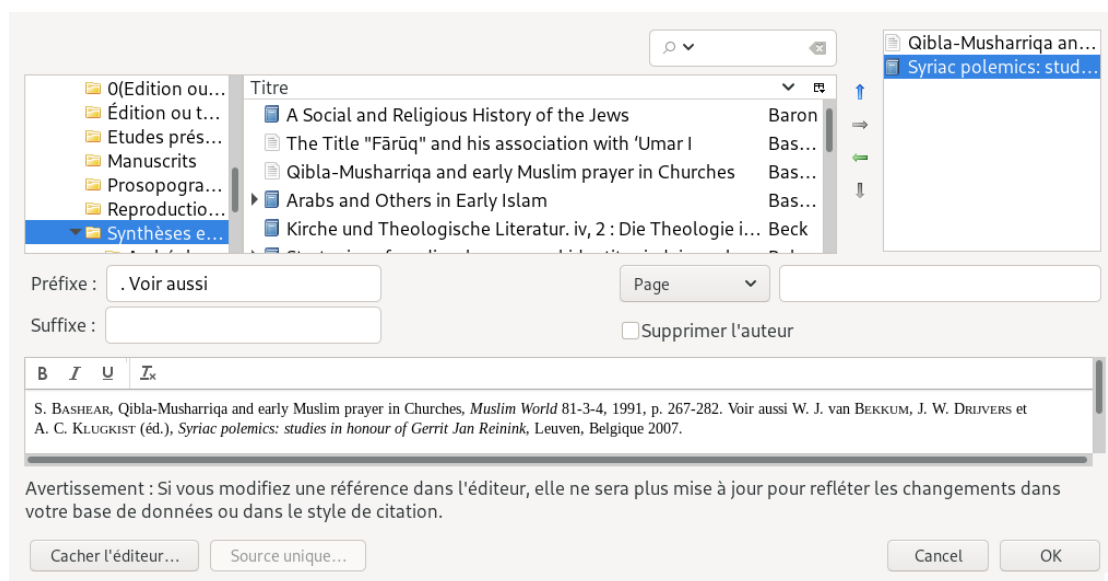 Qibla-Musharriqa an...
Syriac polemics: stud...
0(Edition ou...
Édition ou t...
Etudes prés...
Manuscrits
Prosopogra...
Reproductio...
Synthèses e...
Titre
A Social and Religious History of the Jews Baron
The Title "Fārūq" and his association with ‘Umar I Bas...
Qibla-Musharriqa and early Muslim prayer in Churches Bas...
Arabs and Others in Early Islam Bas...
Kirche und Theologische Literatur. iv, 2 : Die Theologie i... Beck
Préfixe : . Voir aussi
Page
Suffixe :
Supprimer l'auteur
B I U Tx
S. Bashear, Qibla-Musharriqa and early Muslim prayer in Churches, Muslim World 81-3-4, 1991, p. 267-282. Voir aussi W. J. van Bekkum, J. W. Drijvers et
A. C. Klugkist (éd.), Syriac polemics: studies in honour of Gerrit Jan Reinink, Leuven, Belgique 2007.
Avertissement : Si vous modifiez une référence dans l'éditeur, elle ne sera plus mise à jour pour refléter les changements dans
votre base de données ou dans le style de citation.
Cacher l'éditeur...
Source unique...
Cancel
OK